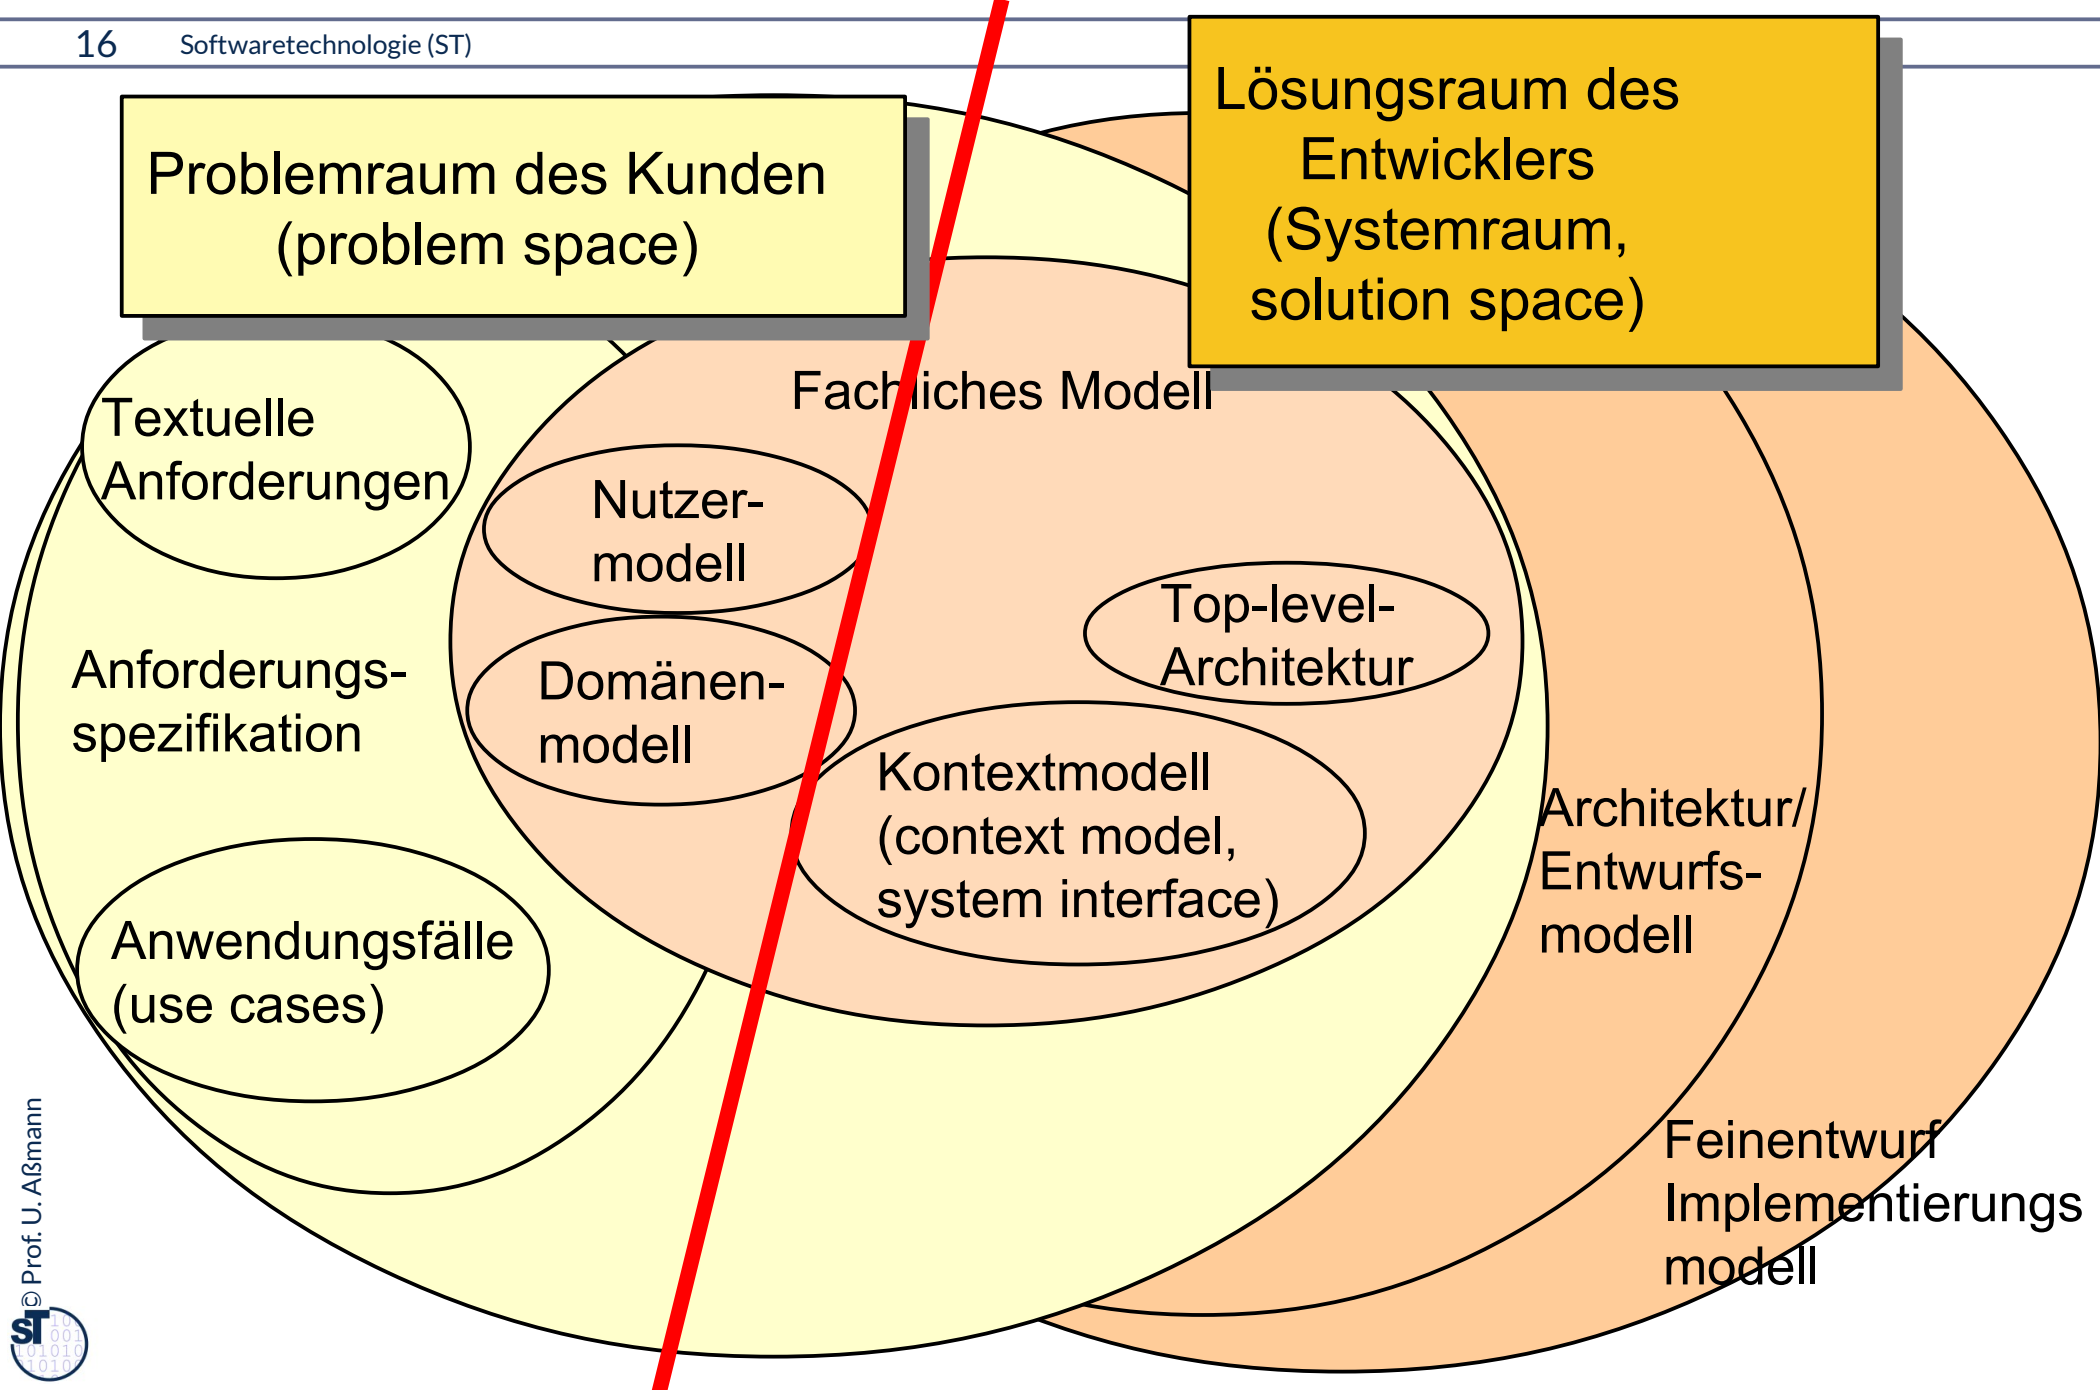 16 Softwaretechnologie (ST)
Problemraum des Kunden
(problem space)
Lösungsraum des
Entwicklers
(Systemraum,
solution space)
Fachliches Modell
Textuelle
Anforderungen
Nutzer-
modell
Top-level-
Architektur
Anforderungs-
spezifikation
Domänen-
modell
Kontextmodell
(context model,
system interface)
Architektur/
Entwurfs-
modell
Anwendungsfälle
(use cases)
Feinentwurf
Implementierungs
modell
© Prof. U. Aßmann
ST